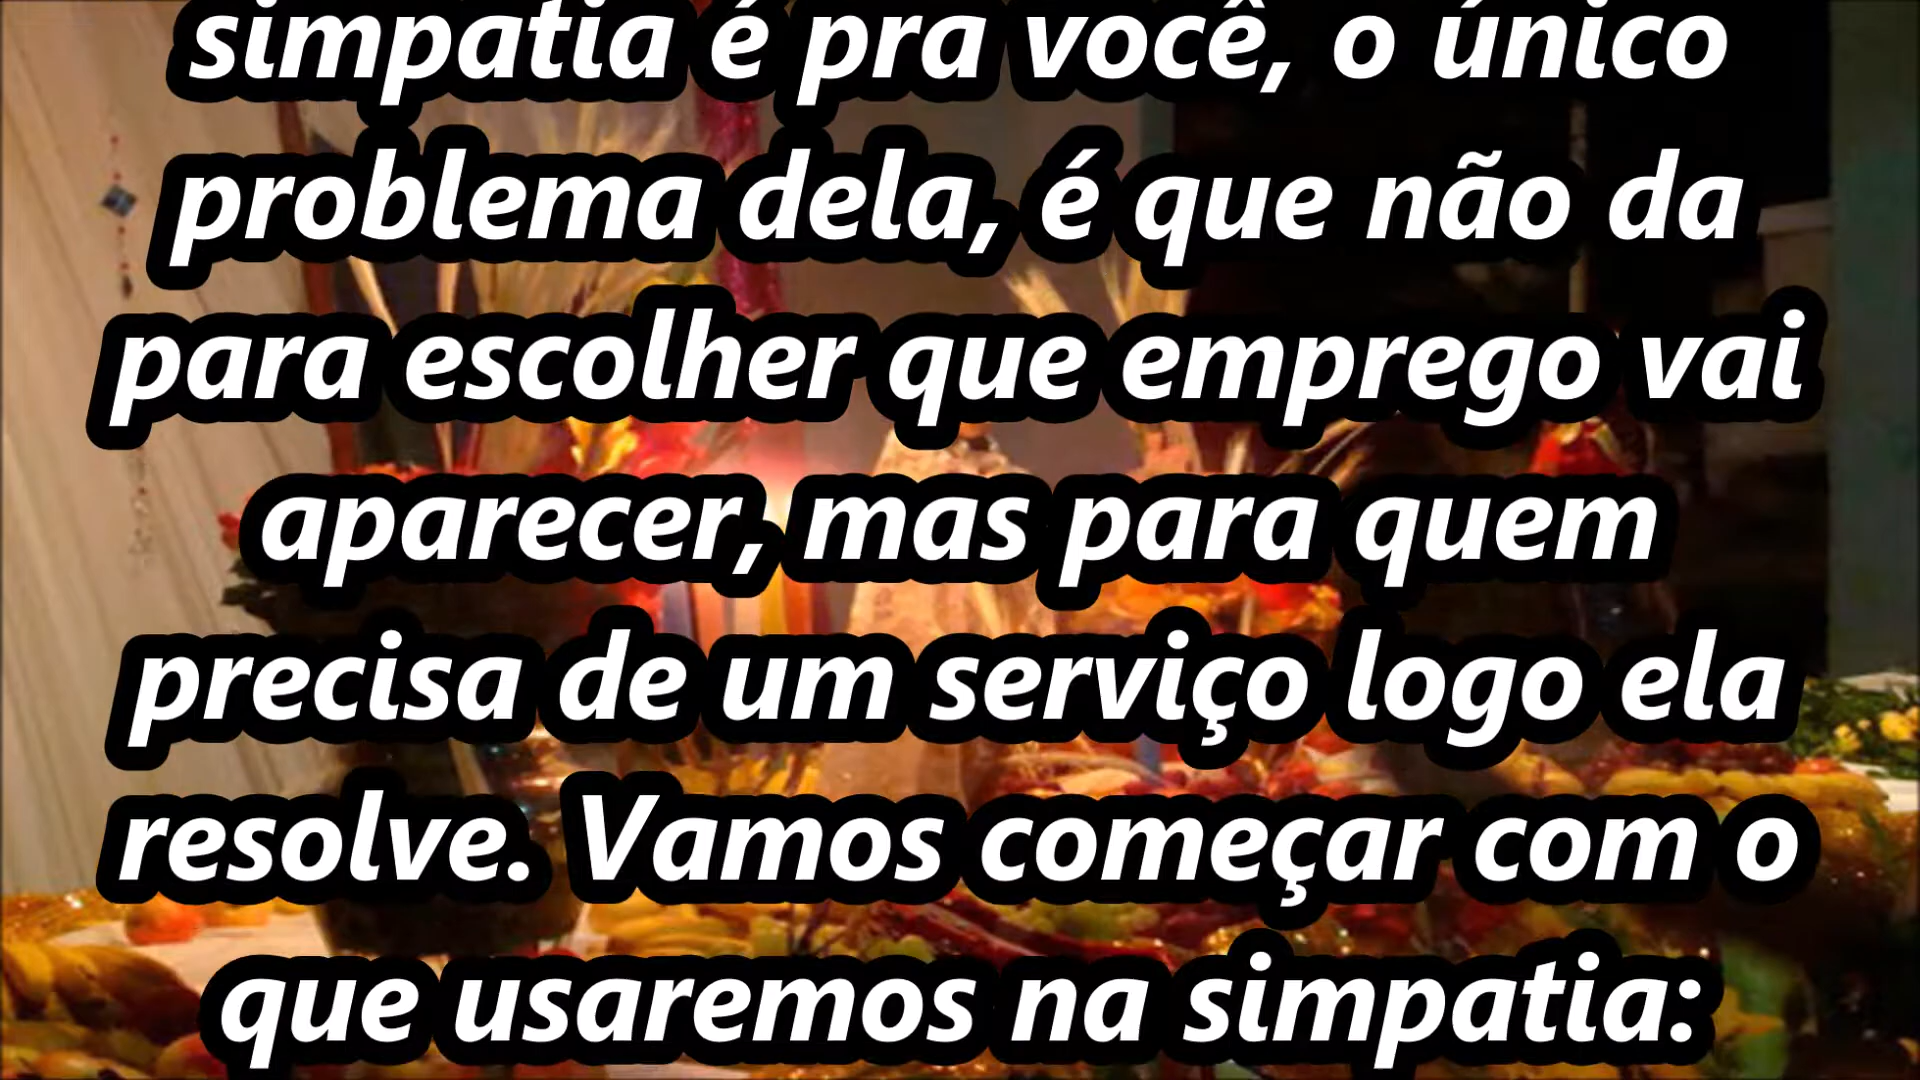 simpatia é pra você, o único
problema dela, é que não da
para escolher que emprego vai
aparecer, mas para quem
precisa de um serviço logo ela
resolve. Vamos começar com o
que usaremos na simpatia: